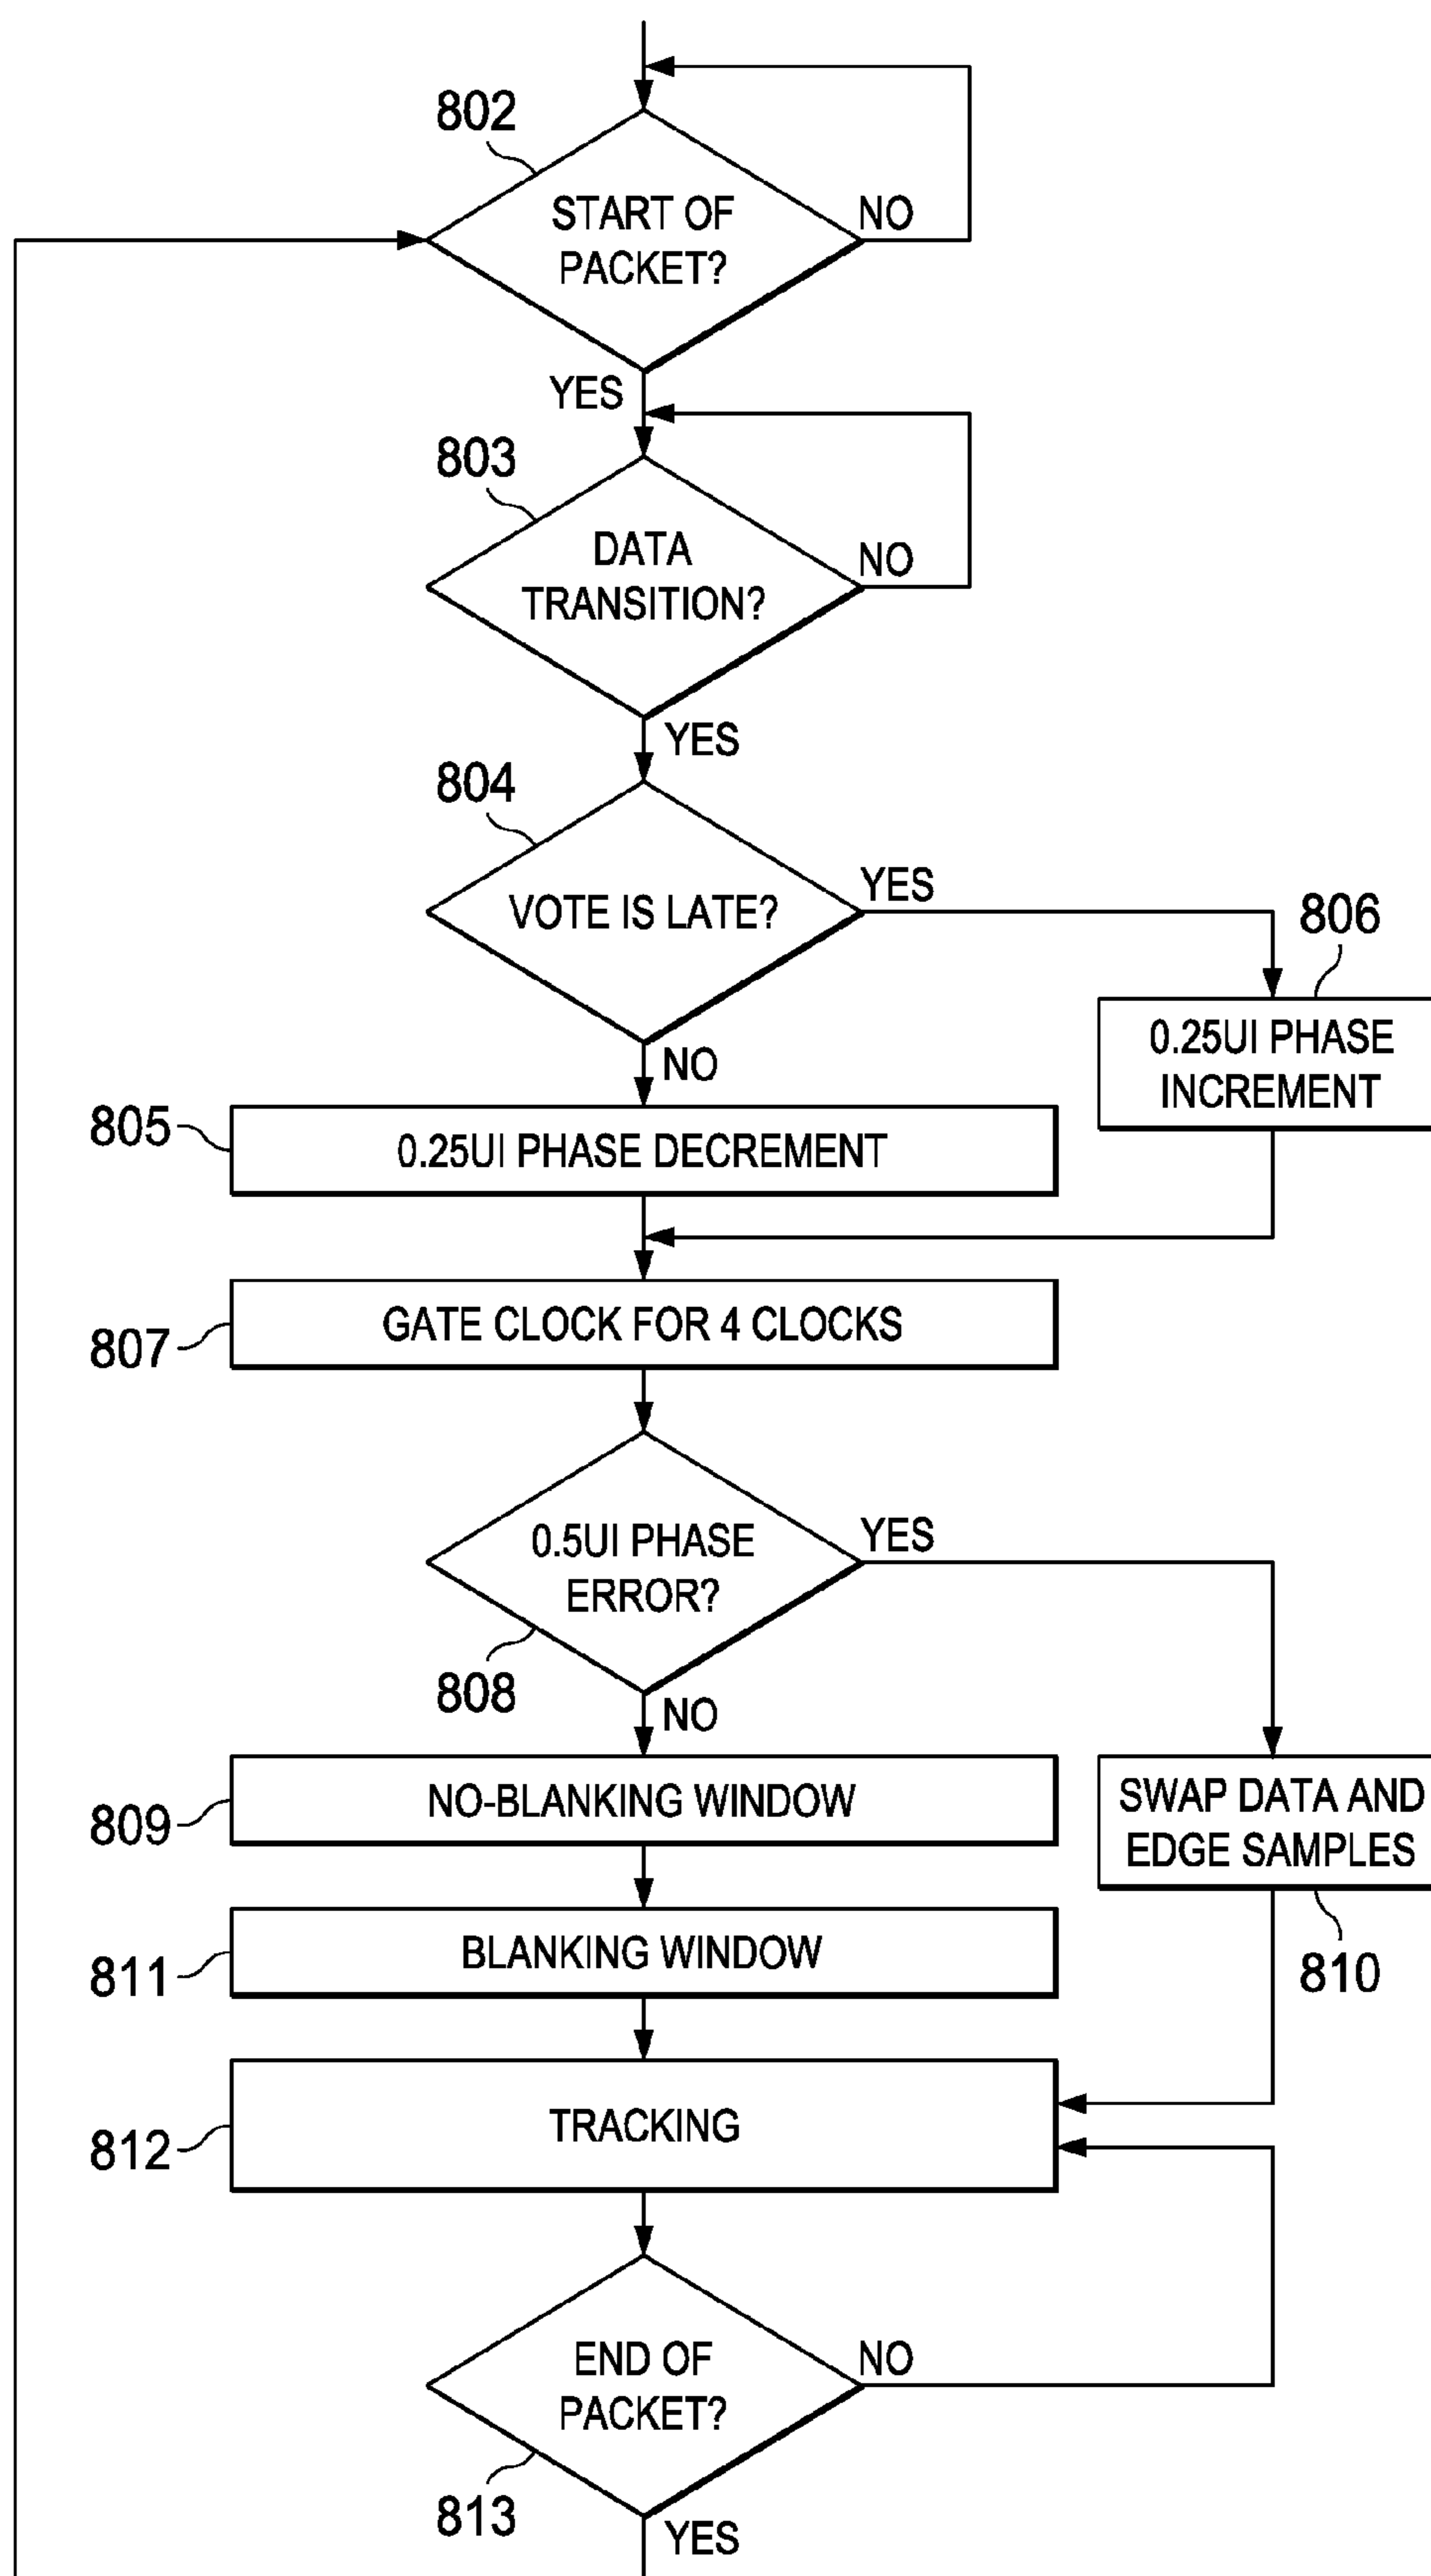 802
START OF
PACKET?
NO
YES
803
DATA
TRANSITION?
NO
YES
804
VOTE IS LATE?
YES
806
0.25UI PHASE
INCREMENT
NO
805
0.25UI PHASE DECREMENT
807
GATE CLOCK FOR 4 CLOCKS
0.5UI PHASE
ERROR?
YES
808
NO
809
NO-BLANKING WINDOW
SWAP DATA AND
EDGE SAMPLES
810
811
BLANKING WINDOW
812
TRACKING
END OF
PACKET?
NO
813
YES